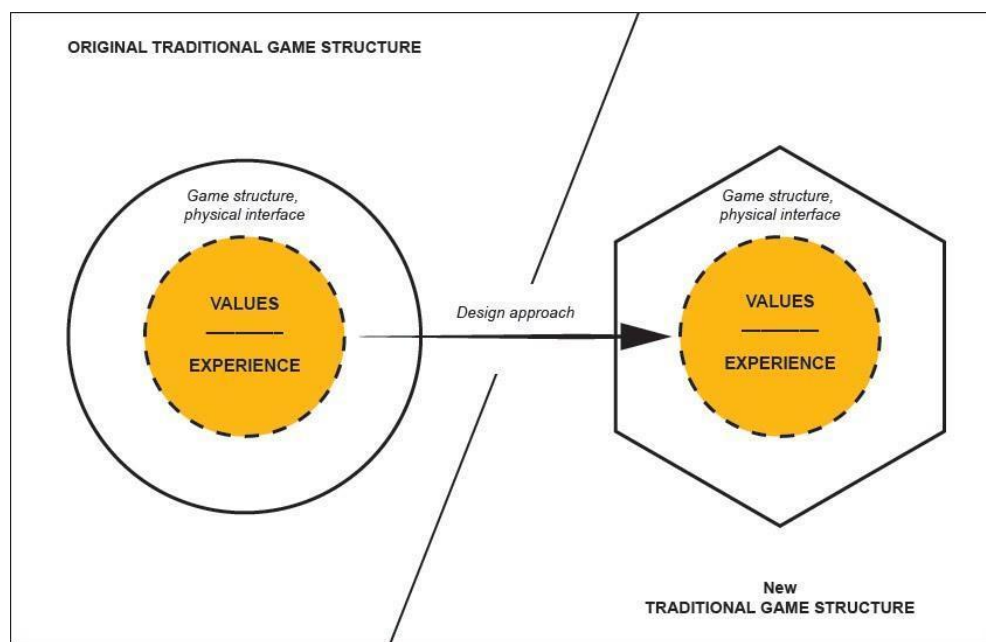 ORIGINAL TRADITIONAL GAME STRUCTURE
Game structure,
physical interface
VALUES
EXPERIENCE
Design approach
Game structure,
physical interface
VALUES
EXPERIENCE
New
TRADITIONAL GAME STRUCTURE